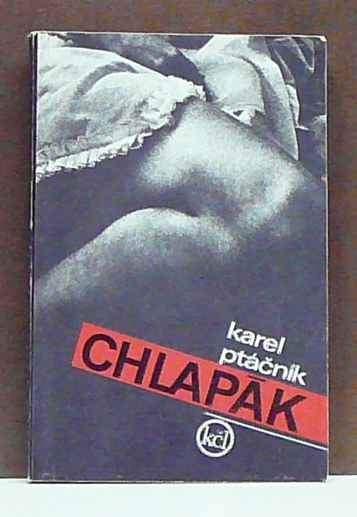 karel
ptáčník
CHLAPÁK
kčl